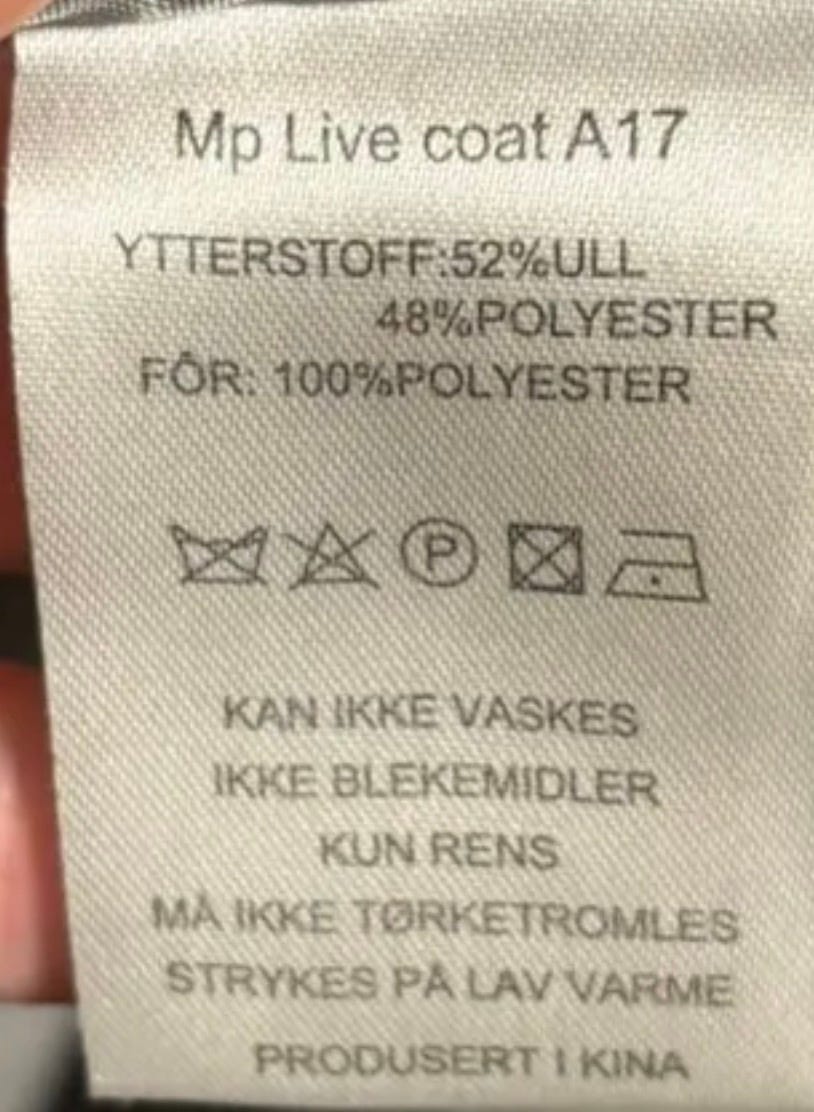 Mp Live coat A17
YTTERSTOFF:52%ULL
48%POLYESTER
FÔR: 100%POLYESTER
P
KAN IKKE VASKES
IKKE BLEKEMIDLER
KUN RENS
MÅ IKKE TØRKETROMLES
STRYKES PÅ LAV VARME
PRODUSERT I KINA